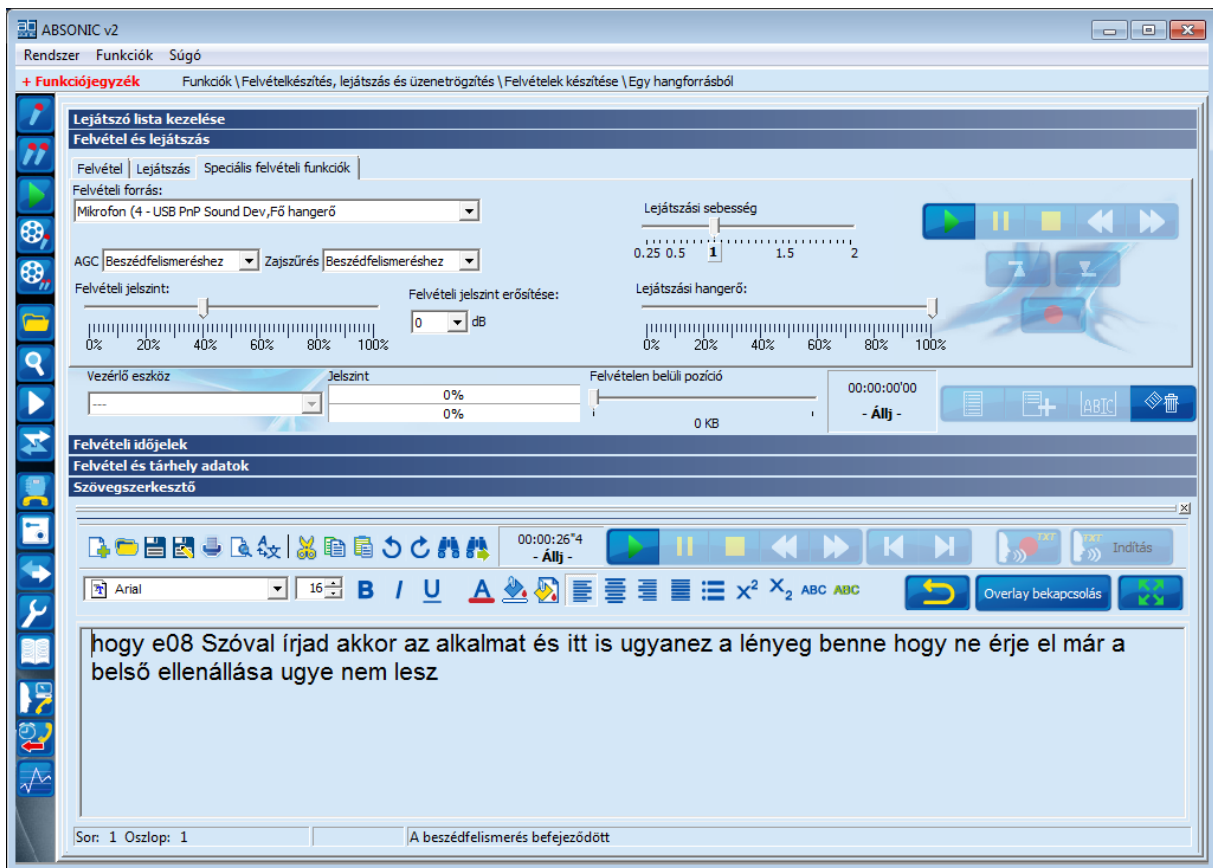 ABSONIC v2
Rendszer Funkciók Súgó
+ Funkciójegyzék Funkciók \ Felvételkészítés, lejátszás és üzenetrögzítés \ Felvételek készítése \ Egy hangforrásból
Lejátszó lista kezelése
Felvétel és lejátszás
Felvétel Lejátszás Speciális felvételi funkciók
Felvételi forrás:
Mikrofon (4 - USB PnP Sound Dev,Fő hangerő
Lejátszási sebesség
0.25 0.5 1 1.5 2
AGC Beszédfelismeréshez Zajszűrés Beszédfelismeréshez
Felvételi jelszint:
Felvételi jelszint erősítése:
Lejátszási hangerő:
0 dB
0% 20% 40% 60% 80% 100%
0% 20% 40% 60% 80% 100%
Vezérlő eszköz Jelszint Felvételen belüli pozíció
---
0%
0%
0 KB
00:00:00'00
- Állj -
ABIC
Felvételi időjelek
Felvétel és tárhely adatok
Szövegszerkesztő
00:00:26"4
- Állj -
TXT
TXT
Indítás
Arial 16 B I U A X² X₂ ABC ABC Overlay bekapcsolás
hogy e08 Szóval írjad akkor az alkalmat és itt is ugyanez a lényeg benne hogy ne érje el már a
belső ellenállása ugye nem lesz
Sor: 1 Oszlop: 1 A beszédfelismerés befejeződött